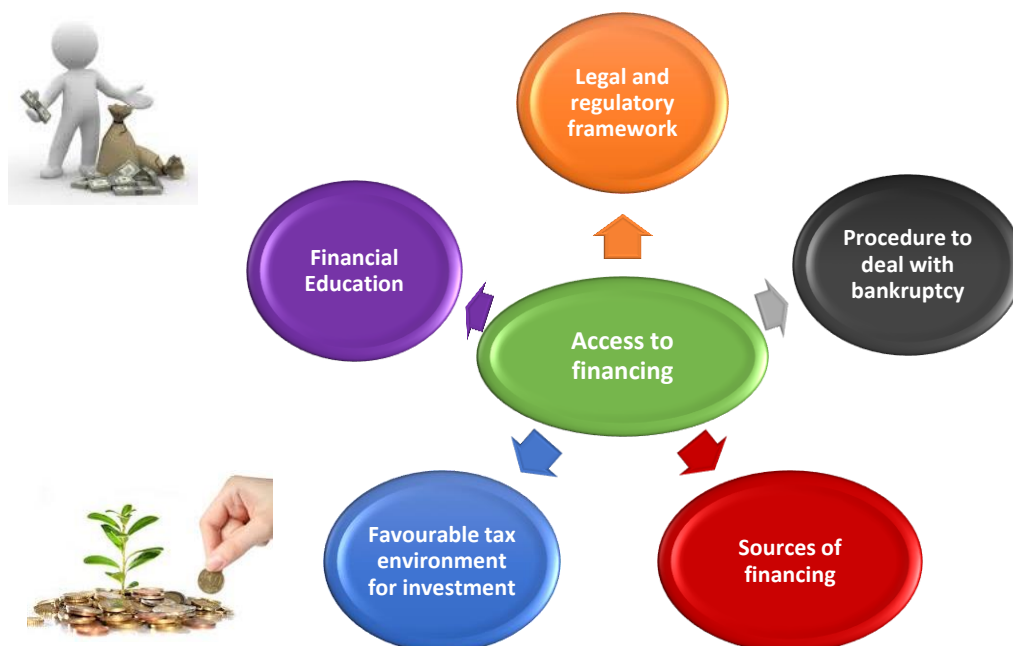 Legal and
regulatory
framework
Procedure to
deal with
bankruptcy
Financial
Education
Access to
financing
Favourable tax
environment
for investment
Sources of
financing